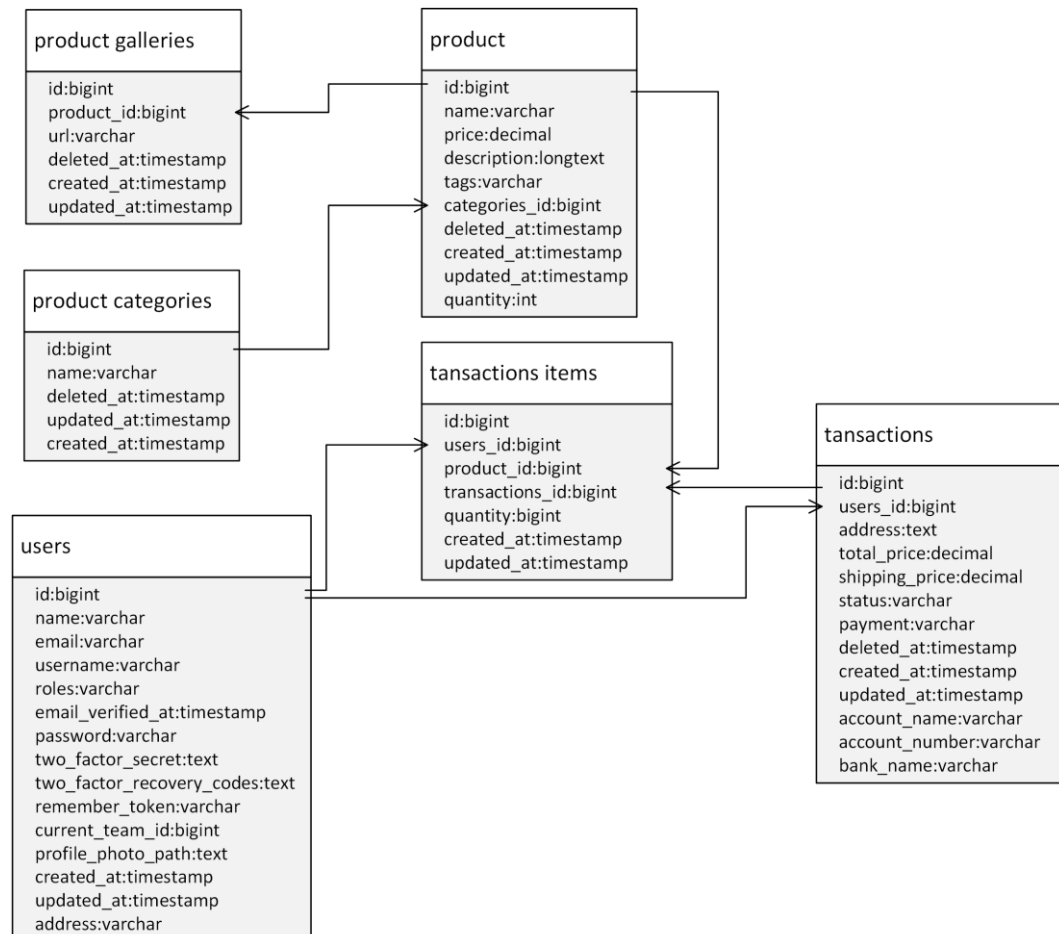 product galleries
id:bigint
product_id:bigint
url:varchar
deleted_at:timestamp
created_at:timestamp
updated_at:timestamp
product
id:bigint
name:varchar
price:decimal
description:longtext
tags:varchar
categories_id:bigint
deleted_at:timestamp
created_at:timestamp
updated_at:timestamp
quantity:int
product categories
id:bigint
name:varchar
deleted_at:timestamp
updated_at:timestamp
created_at:timestamp
tansactions items
id:bigint
users_id:bigint
product_id:bigint
transactions_id:bigint
quantity:bigint
created_at:timestamp
updated_at:timestamp
tansactions
id:bigint
users_id:bigint
address:text
total_price:decimal
shipping_price:decimal
status:varchar
payment:varchar
deleted_at:timestamp
created_at:timestamp
updated_at:timestamp
account_name:varchar
account_number:varchar
bank_name:varchar
users
id:bigint
name:varchar
email:varchar
username:varchar
roles:varchar
email_verified_at:timestamp
password:varchar
two_factor_secret:text
two_factor_recovery_codes:text
remember_token:varchar
current_team_id:bigint
profile_photo_path:text
created_at:timestamp
updated_at:timestamp
address:varchar